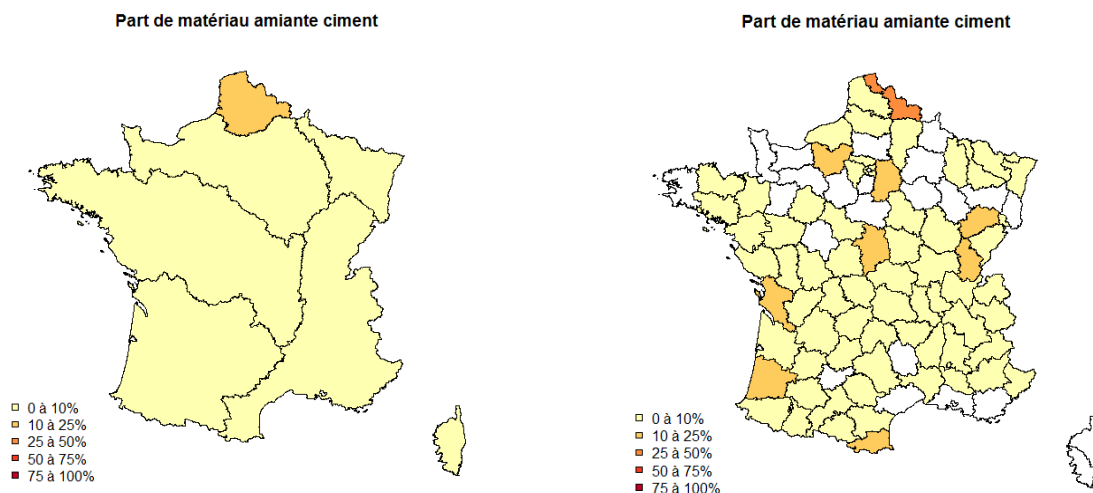 Part de matériau amiante ciment
0 à 10%
10 à 25%
25 à 50%
50 à 75%
75 à 100%
Part de matériau amiante ciment
0 à 10%
10 à 25%
25 à 50%
50 à 75%
75 à 100%